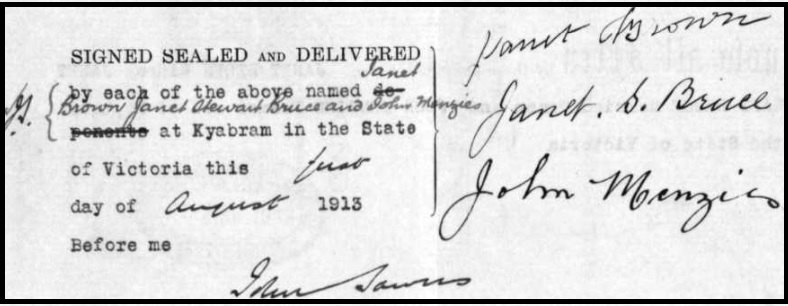 SIGNED SEALED AND DELIVERED
Janet
by each of the above named de-
Brown Janet Stewart Bruce and John Menzies
ponents at Kyabram in the State
of Victoria this first
day of August 1913
Before me
John
Janet Brown
Janet. S. Bruce
John Menzies